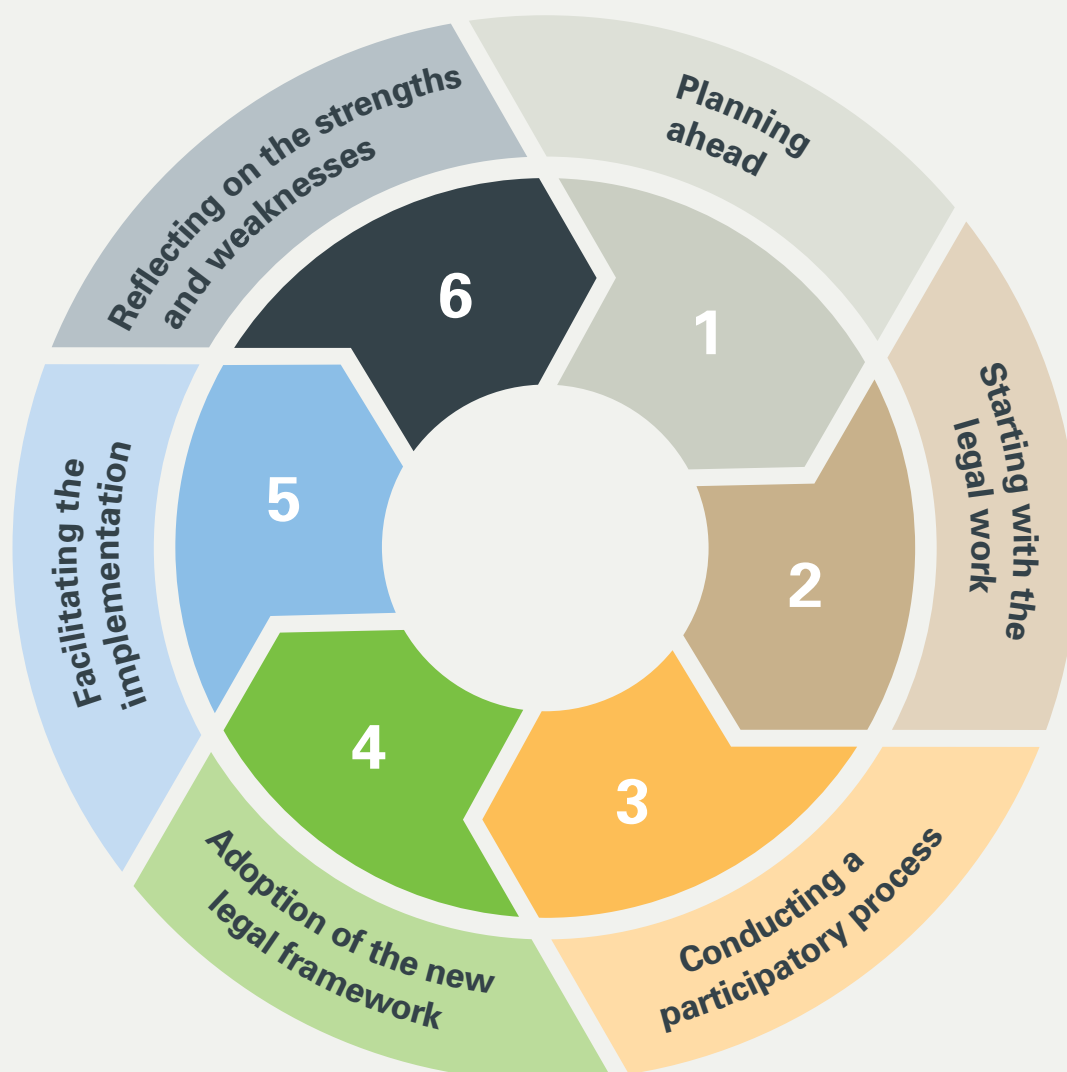 1
Planning
ahead
2
Starting with the
legal work
3
Conducting a
participatory process
4
Adoption of the new
legal framework
5
Facilitating the
implementation
6
Reflecting on the strengths
and weaknesses